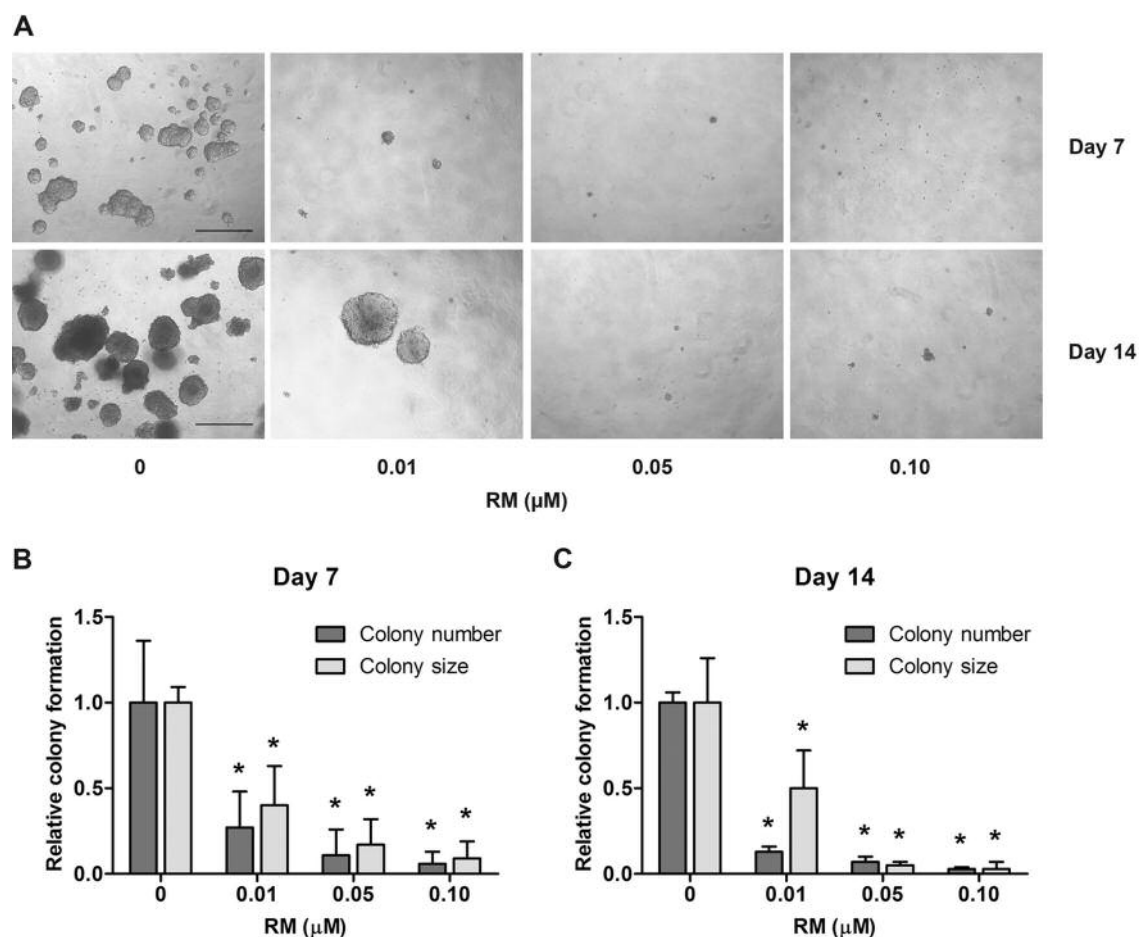 A
Day 7
Day 14
0 0.01 0.05 0.10
RM (μM)
B
Day 7
Relative colony formation
1.5
1.0
0.5
0.0
Colony number
Colony size
* * * * * *
0 0.01 0.05 0.10
RM (μM)
C
Day 14
Relative colony formation
1.5
1.0
0.5
0.0
Colony number
Colony size
* * * * * *
0 0.01 0.05 0.10
RM (μM)